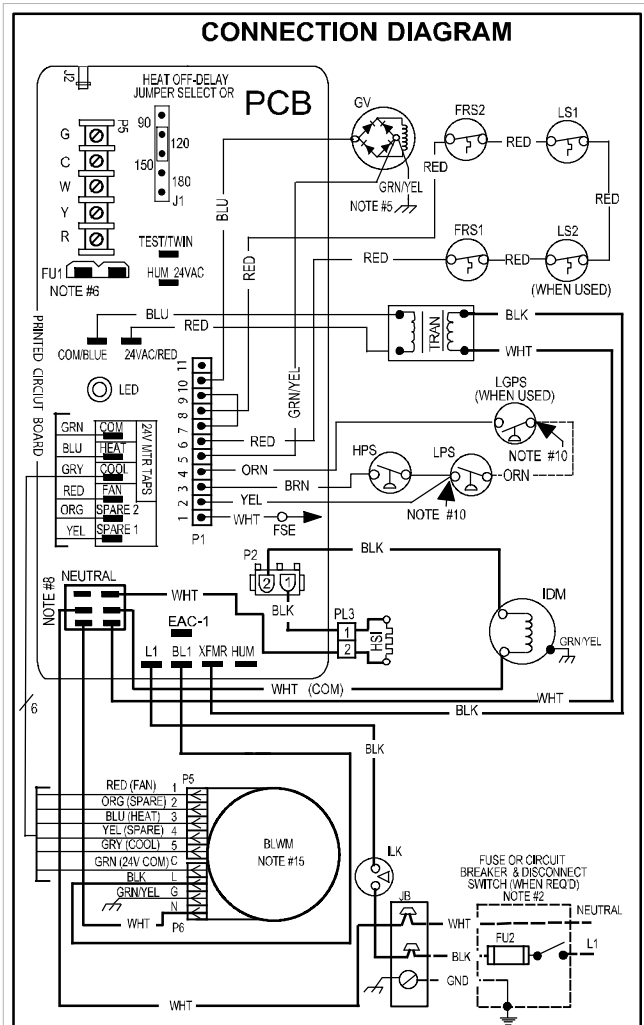 CONNECTION DIAGRAM
J2
HEAT OFF-DELAY
JUMPER SELECTOR
PCB
90
120
150
180
J1
P5
G
C
W
Y
R
FU1
NOTE #6
TEST/TWIN
HUM 24VAC
BLU
GV
GRN/YEL
NOTE #5
FRS2
RED
LS1
RED
RED
RED
FRS1
RED
LS2
(WHEN USED)
RED
PRINTED CIRCIUT BOARD
BLU
RED
COM/BLUE
24VAC/RED
TRAN
BLK
WHT
LED
11
10
9
8
7
6
5
4
3
2
1
P1
GRN/YEL
RED
ORN
BRN
YEL
WHT
FSE
LGPS
(WHEN USED)
NOTE #10
HPS
LPS
ORN
NOTE #10
GRN
COM
BLU
HEAT
GRY
COOL
RED
FAN
ORG
SPARE 2
YEL
SPARE 1
24V MTR TAPS
NOTE #8
NEUTRAL
WHT
P2
2
1
BLK
BLK
PL3
1
2
HSI
IDM
GRN/YEL
EAC-1
L1
BL1
XFMR
HUM
WHT (COM)
WHT
BLK
6
BLK
P5
RED (FAN) 1
ORG (SPARE) 2
BLU (HEAT) 3
YEL (SPARE) 4
GRY (COOL) 5
GRN (24V COM) C
BLK L
GRN/YEL G
N
WHT
P6
BLWM
NOTE #15
ILK
JB
FUSE OR CIRCUIT
BREAKER & DISCONNECT
SWITCH (WHEN REQ'D)
NOTE #2
WHT
NEUTRAL
BLK
FU2
L1
GND
WHT